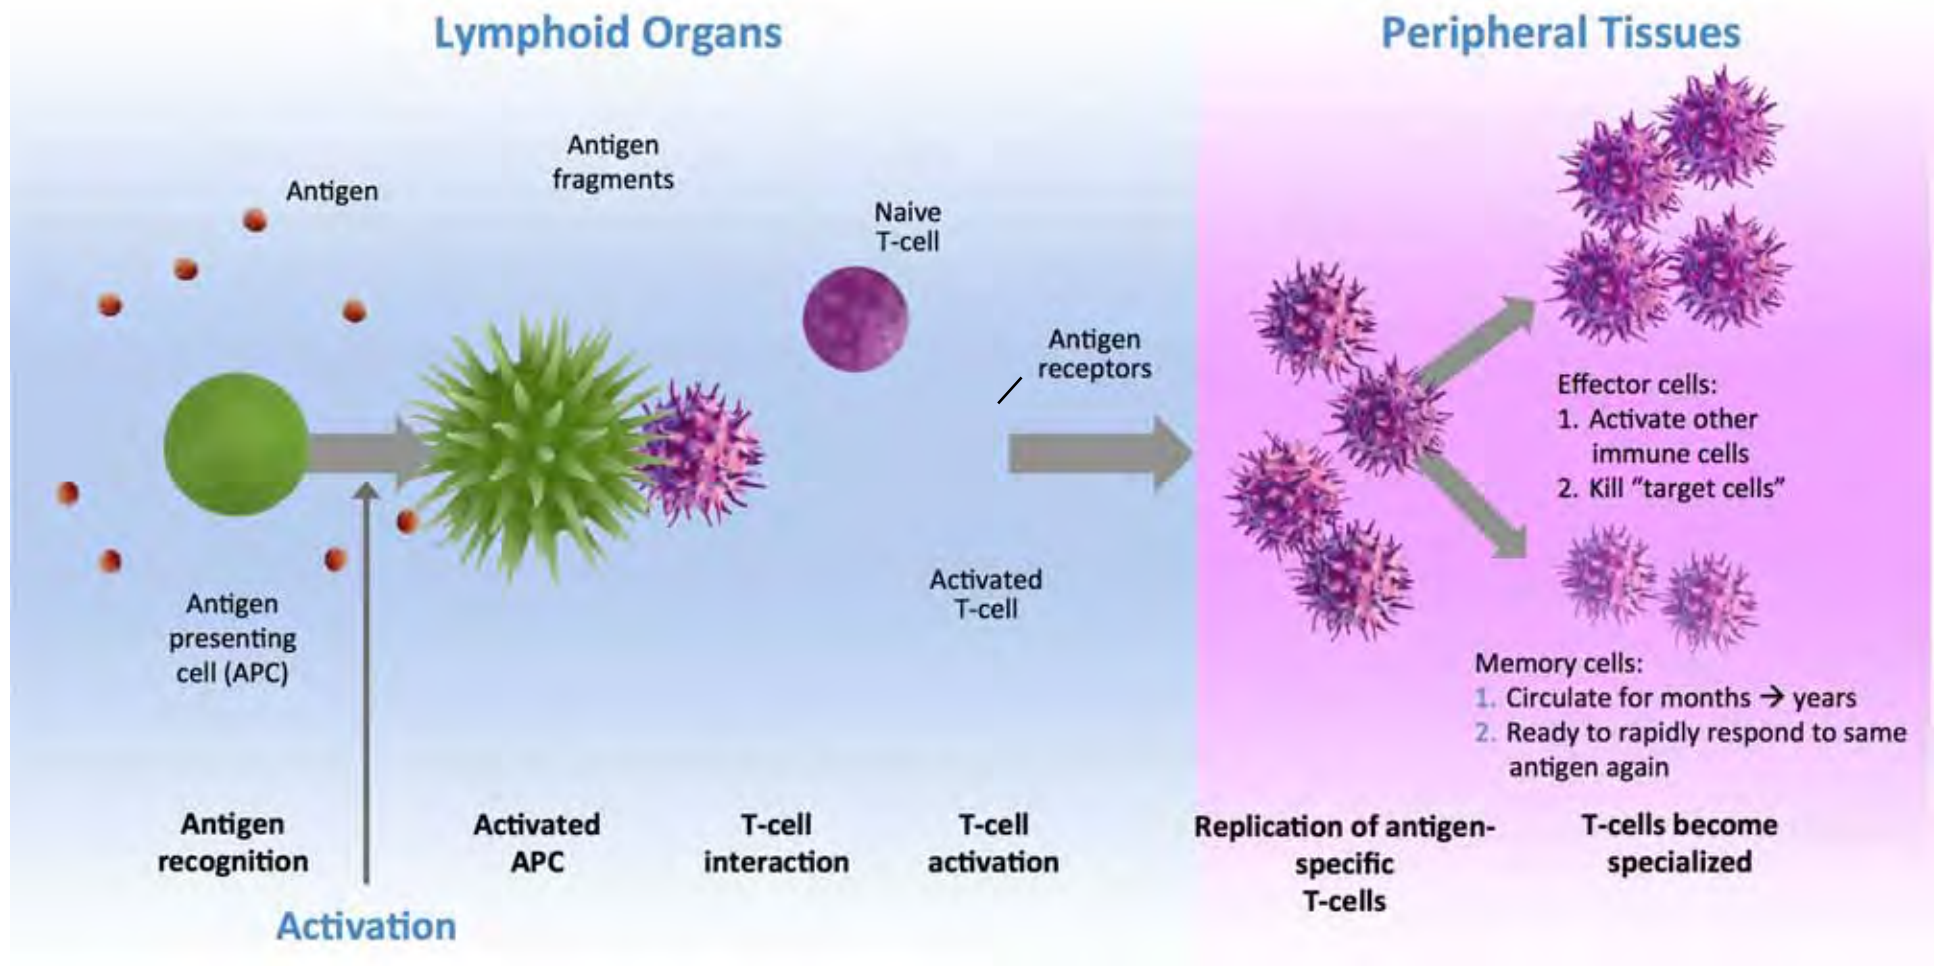 Lymphoid Organs
Peripheral Tissues
Antigen
Antigen
fragments
Naive
T-cell
Antigen
receptors
Antigen
presenting
cell (APC)
Activated
T-cell
Effector cells:
1. Activate other
immune cells
2. Kill “target cells”
Memory cells:
1. Circulate for months → years
2. Ready to rapidly respond to same
antigen again
Antigen
recognition
Activated
APC
T-cell
interaction
T-cell
activation
Replication of antigen-
specific
T-cells
T-cells become
specialized
Activation